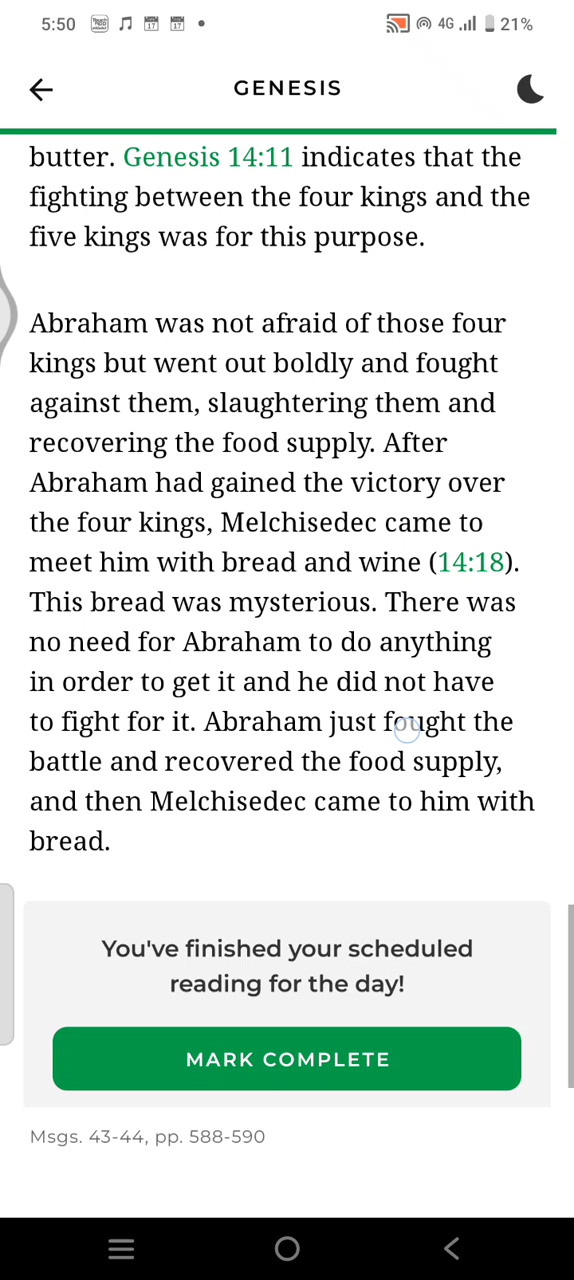 5:50
17
17
4G
21%
GENESIS
butter. Genesis 14:11 indicates that the
fighting between the four kings and the
five kings was for this purpose.
Abraham was not afraid of those four
kings but went out boldly and fought
against them, slaughtering them and
recovering the food supply. After
Abraham had gained the victory over
the four kings, Melchisedec came to
meet him with bread and wine (14:18).
This bread was mysterious. There was
no need for Abraham to do anything
in order to get it and he did not have
to fight for it. Abraham just fought the
battle and recovered the food supply,
and then Melchisedec came to him with
bread.
You've finished your scheduled
reading for the day!
MARK COMPLETE
Msgs. 43-44, pp. 588-590